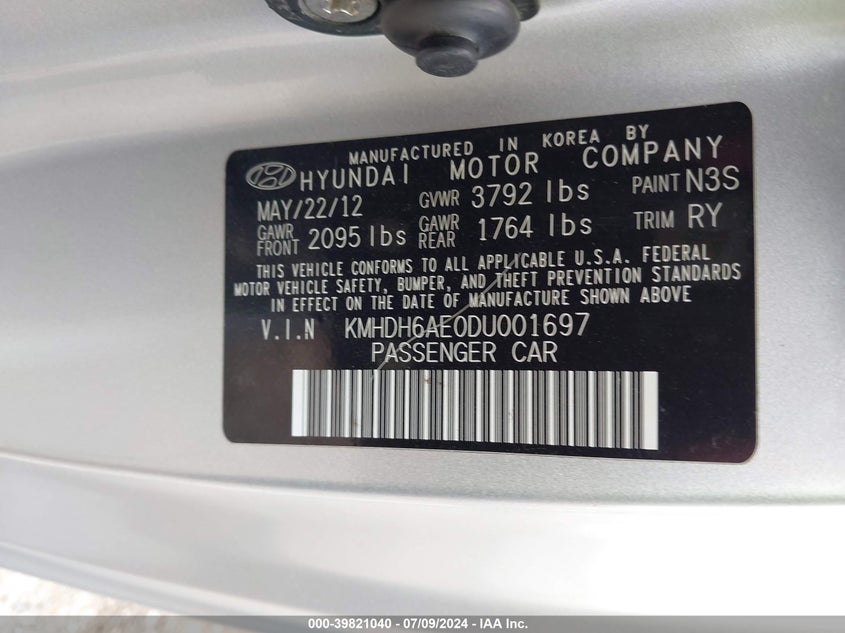 MANUFACTURED IN KOREA BY
HYUNDAI MOTOR COMPANY
MAY/22/12 GVWR 3792 lbs PAINT N3S
GAWR FRONT 2095 lbs GAWR REAR 1764 lbs TRIM RY
THIS VEHICLE CONFORMS TO ALL APPLICABLE U.S.A. FEDERAL
MOTOR VEHICLE SAFETY, BUMPER, AND THEFT PREVENTION STANDARDS
IN EFFECT ON THE DATE OF MANUFACTURE SHOWN ABOVE
V.I.N KMHDH6AE0DU001697
PASSENGER CAR
000-39821040 - 07/09/2024 - IAA Inc.